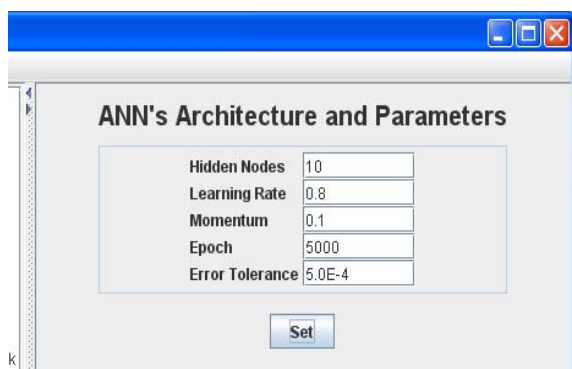 ANN's Architecture and Parameters
Hidden Nodes 10
Learning Rate 0.8
Momentum 0.1
Epoch 5000
Error Tolerance 5.0E-4
Set
k